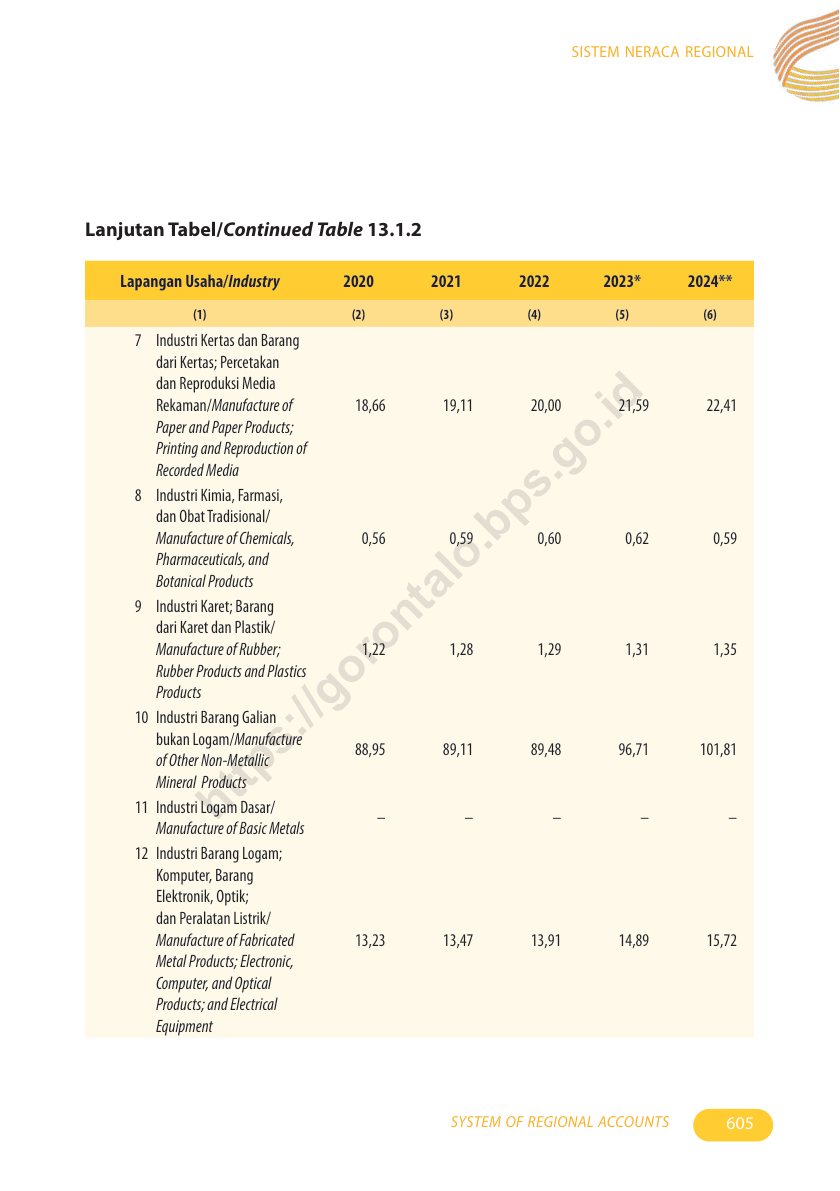 SISTEM NERACA REGIONAL
Lanjutan Tabel/Continued Table 13.1.2
Lapangan Usaha/Industry 2020 2021 2022 2023* 2024**
(1) (2) (3) (4) (5) (6)
7 Industri Kertas dan Barang
dari Kertas; Percetakan
dan Reproduksi Media
Rekaman/Manufacture of 18,66 19,11 20,00 21,59 22,41
Paper and Paper Products;
Printing and Reproduction of
Recorded Media
8 Industri Kimia, Farmasi,
dan Obat Tradisional/
Manufacture of Chemicals, 0,56 0,59 0,60 0,62 0,59
Pharmaceuticals, and
Botanical Products
9 Industri Karet; Barang
dari Karet dan Plastik/
Manufacture of Rubber; 1,22 1,28 1,29 1,31 1,35
Rubber Products and Plastics
Products
10 Industri Barang Galian
bukan Logam/Manufacture
of Other Non-Metallic 88,95 89,11 89,48 96,71 101,81
Mineral Products
11 Industri Logam Dasar/
Manufacture of Basic Metals – – – – –
12 Industri Barang Logam;
Komputer, Barang
Elektronik, Optik;
dan Peralatan Listrik/
Manufacture of Fabricated 13,23 13,47 13,91 14,89 15,72
Metal Products; Electronic,
Computer, and Optical
Products; and Electrical
Equipment
https://gorontalo.bps.go.id
SYSTEM OF REGIONAL ACCOUNTS 605